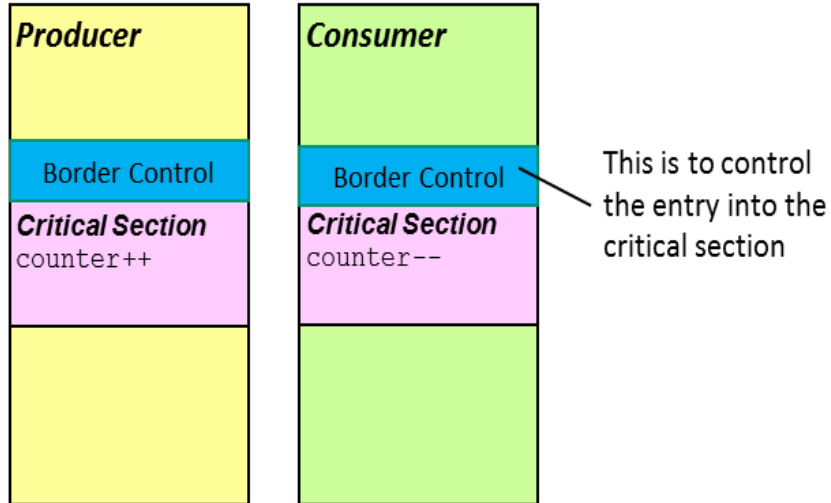 Producer
Border Control
Critical Section
counter++
Consumer
Border Control
Critical Section
counter--
This is to control
the entry into the
critical section